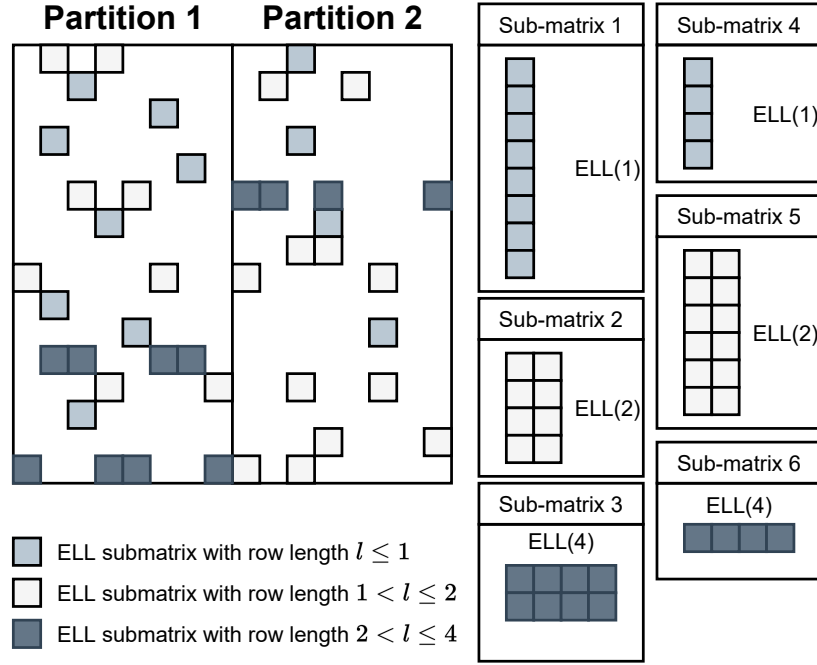 Partition 1
Partition 2
Sub-matrix 1
ELL(1)
Sub-matrix 2
ELL(2)
Sub-matrix 3
ELL(4)
Sub-matrix 4
ELL(1)
Sub-matrix 5
ELL(2)
Sub-matrix 6
ELL(4)
ELL submatrix with row length l ≤ 1
ELL submatrix with row length 1 < l ≤ 2
ELL submatrix with row length 2 < l ≤ 4